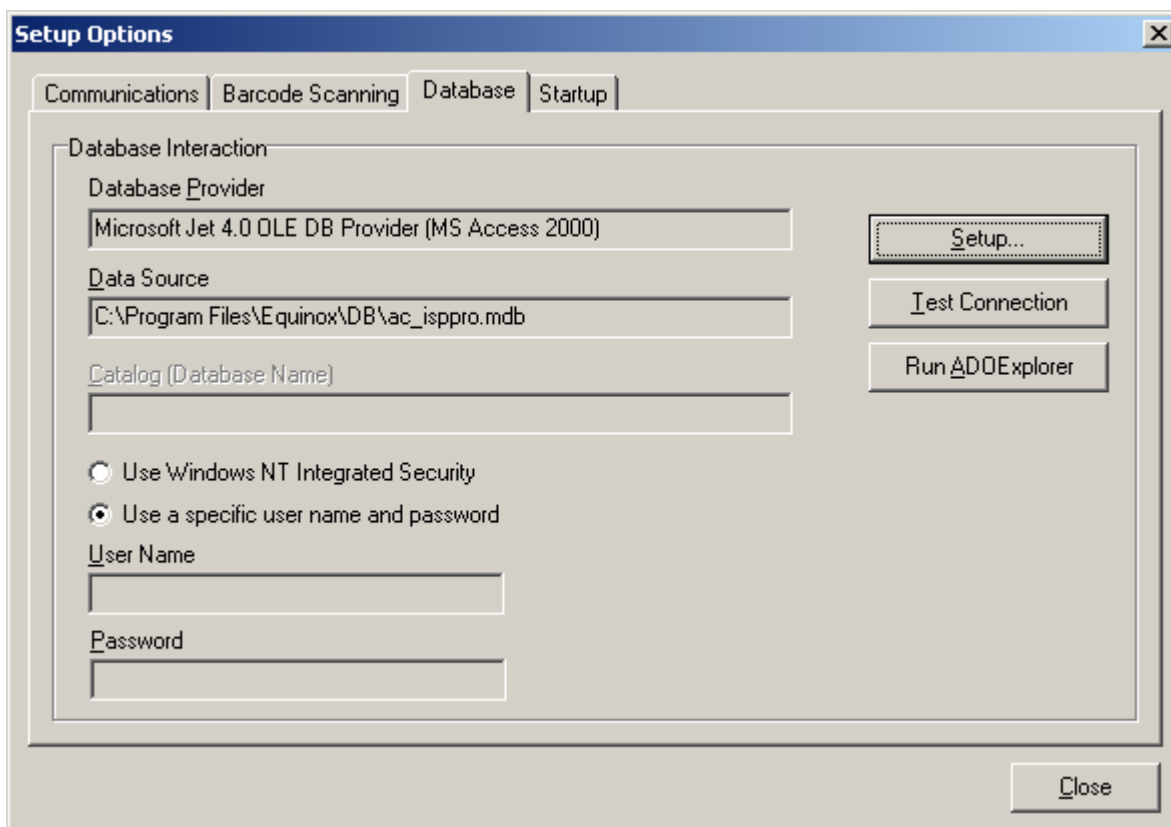 Setup Options
Communications
Barcode Scanning
Database
Startup
Database Interaction
Database Provider
Microsoft Jet 4.0 OLE DB Provider (MS Access 2000)
Setup...
Data Source
C:\Program Files\Equinox\DB\ac_isppro.mdb
Test Connection
Catalog (Database Name)
Run ADOExplorer
Use Windows NT Integrated Security
Use a specific user name and password
User Name
Password
Close